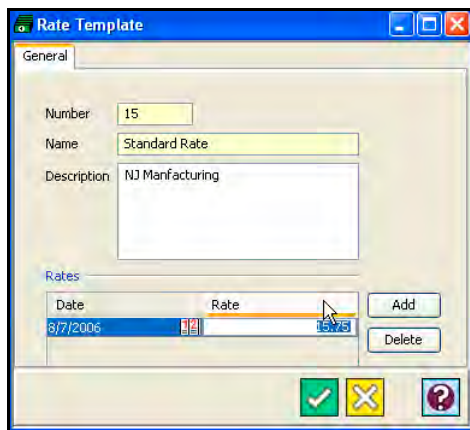 Rate Template
General
Number 15
Name Standard Rate
Description NJ Manfacturing
Rates
Date Rate Add
8/7/2006 12 15.75
Delete
?